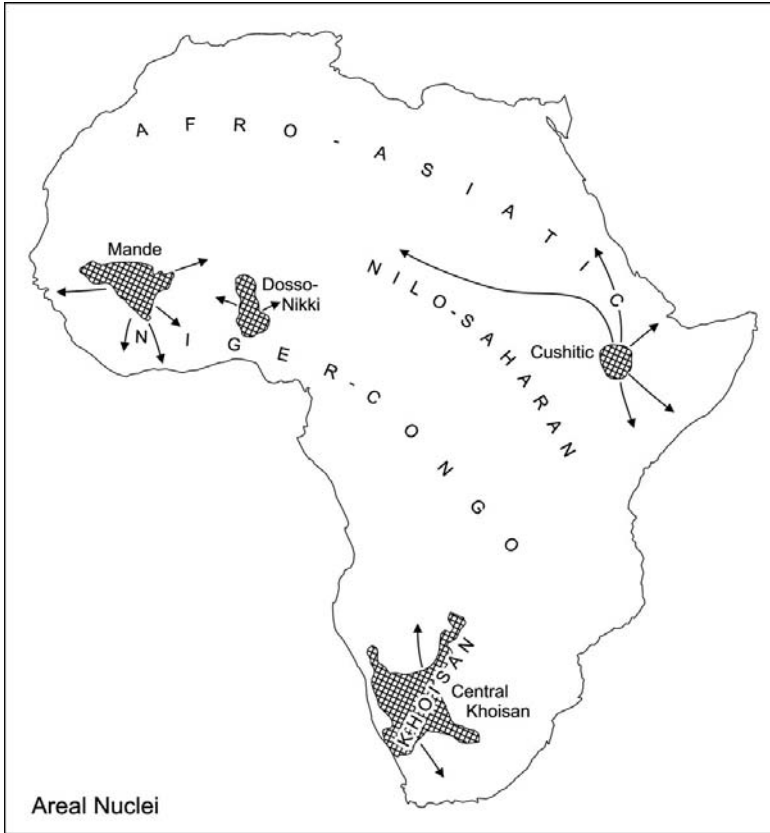 AFRO-ASIATIC
Mande
Dosso-
Nikki
NILO-SAHARAN
Cushitic
NIGER-CONGO
KHOISAN
Central
Khoisan
Areal Nuclei